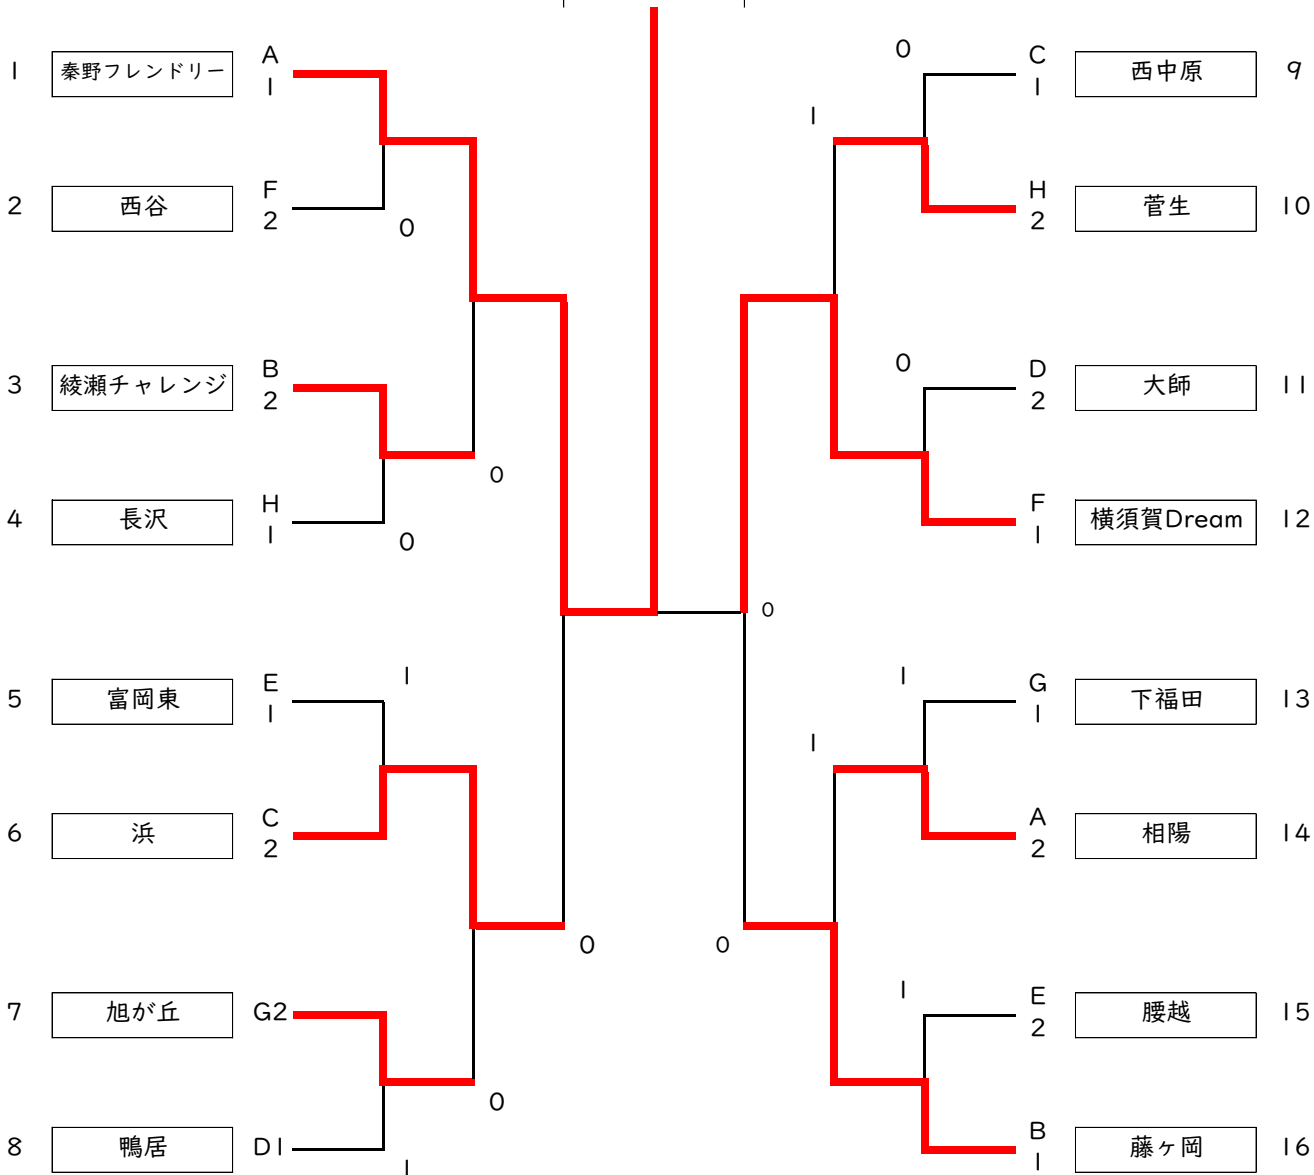 1 秦野フレンドリー A 1
2 西谷 F 2
0
3 綾瀬チャレンジ B 2
0
4 長沢 H 1
0
5 富岡東 E 1
1
6 浜 C 2
0
7 旭が丘 G2
0
8 鴨居 D1
1
0
C 1 西中原 9
1
H 2 菅生 10
0
D 2 大師 11
F 1 横須賀Dream 12
0
1
G 1 下福田 13
1
A 2 相陽 14
0
1
E 2 腰越 15
B 1 藤ヶ岡 16